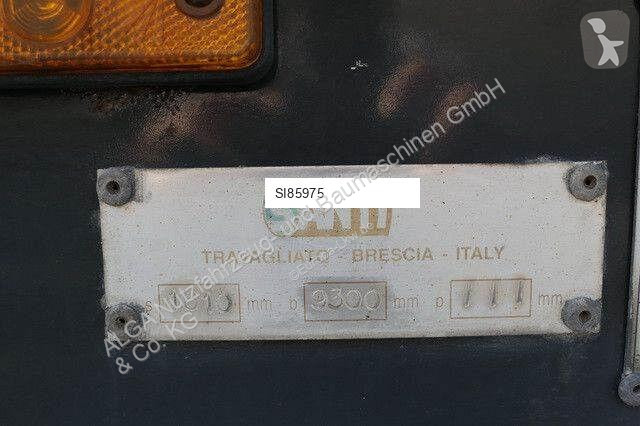 SI85975
TRAVAGLIATO - BRESCIA - ITALY
s mm D 9300 mm p mm
ALGA Nutzfahrzeug- und Baumaschinen GmbH
& Co. KG